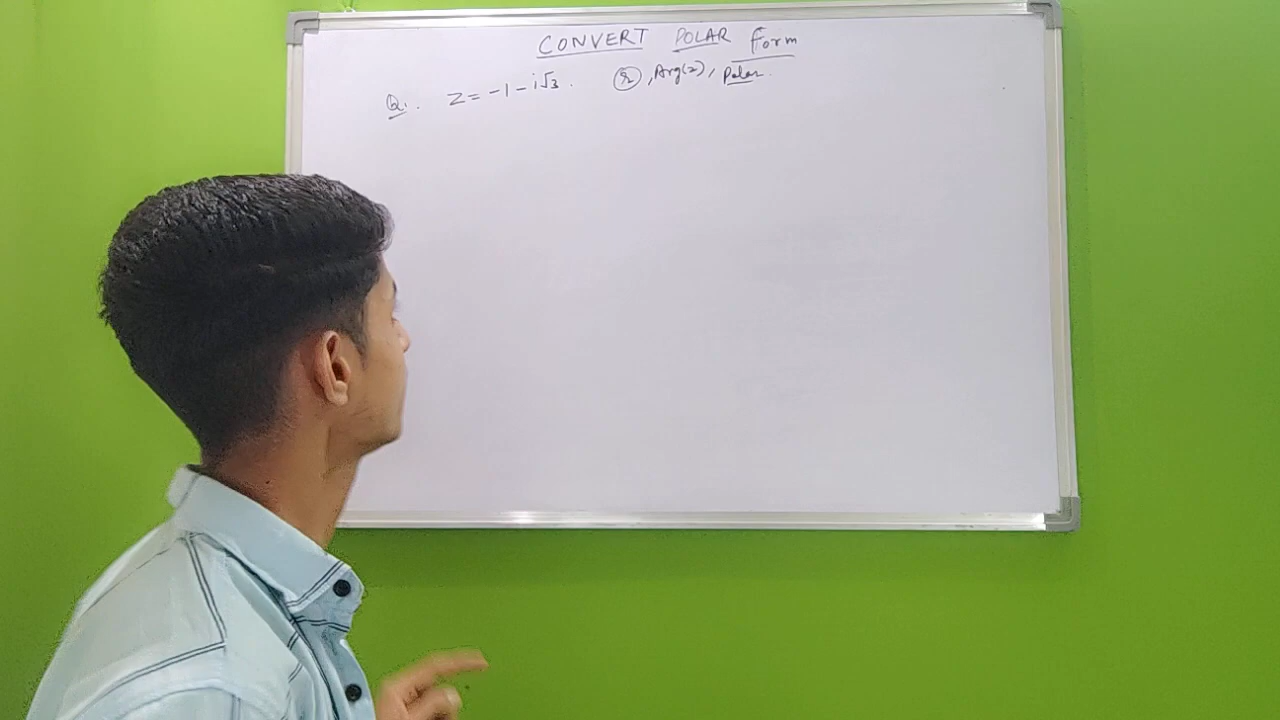 CONVERT POLAR form
Q. z = -1 - i√3. r, Arg(z), Polar.